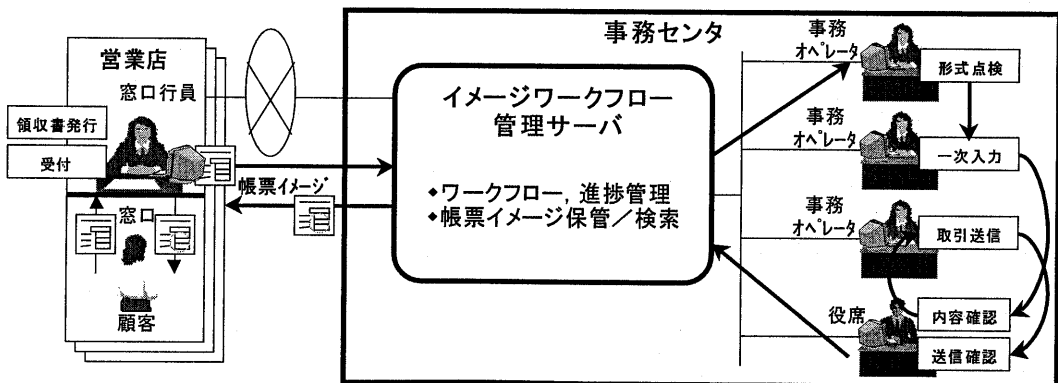 営業店
窓口行員
領収書発行
受付
窓口
顧客
帳票イメージ
事務センタ
イメージワークフロー
管理サーバ
◆ワークフロー, 進捗管理
◆帳票イメージ保管／検索
事務
オペレータ
形式点検
事務
オペレータ
一次入力
事務
オペレータ
取引送信
役席
内容確認
送信確認